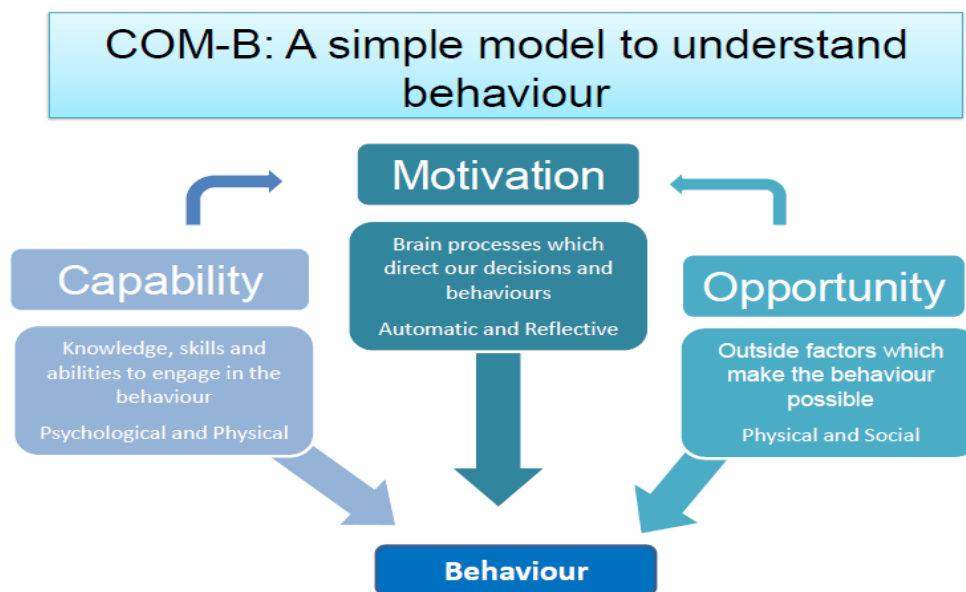 COM-B: A simple model to understand
behaviour
Motivation
Brain processes which
direct our decisions and
behaviours
Automatic and Reflective
Capability
Knowledge, skills and
abilities to engage in the
behaviour
Psychological and Physical
Opportunity
Outside factors which
make the behaviour
possible
Physical and Social
Behaviour